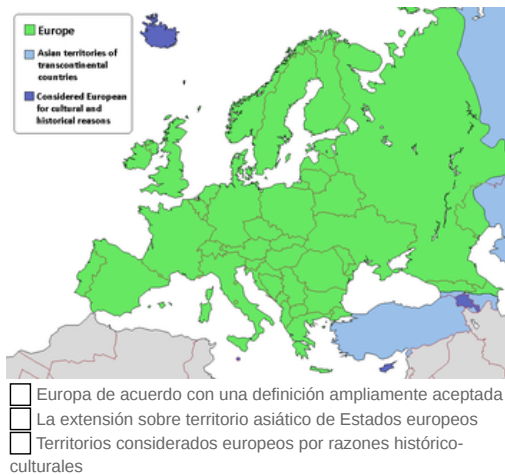 Europe
Asian territories of
transcontinental
countries
Considered European
for cultural and
historical reasons
Europa de acuerdo con una definición ampliamente aceptada
La extensión sobre territorio asiático de Estados europeos
Territorios considerados europeos por razones histórico-
culturales